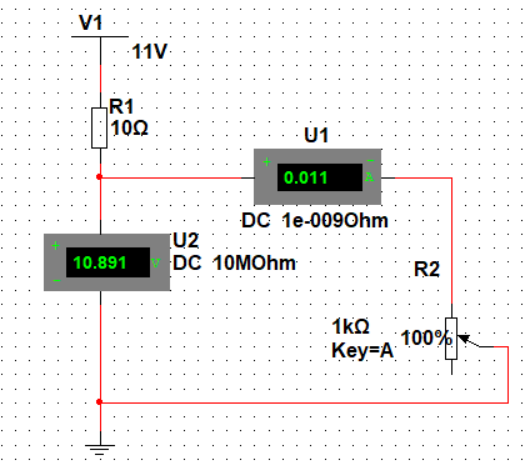 V1
11V
R1
10Ω
U1
+
-
0.011
A
DC 1e-009Ohm
U2
+
-
10.891
V
DC 10MOhm
R2
1kΩ
100%
Key=A